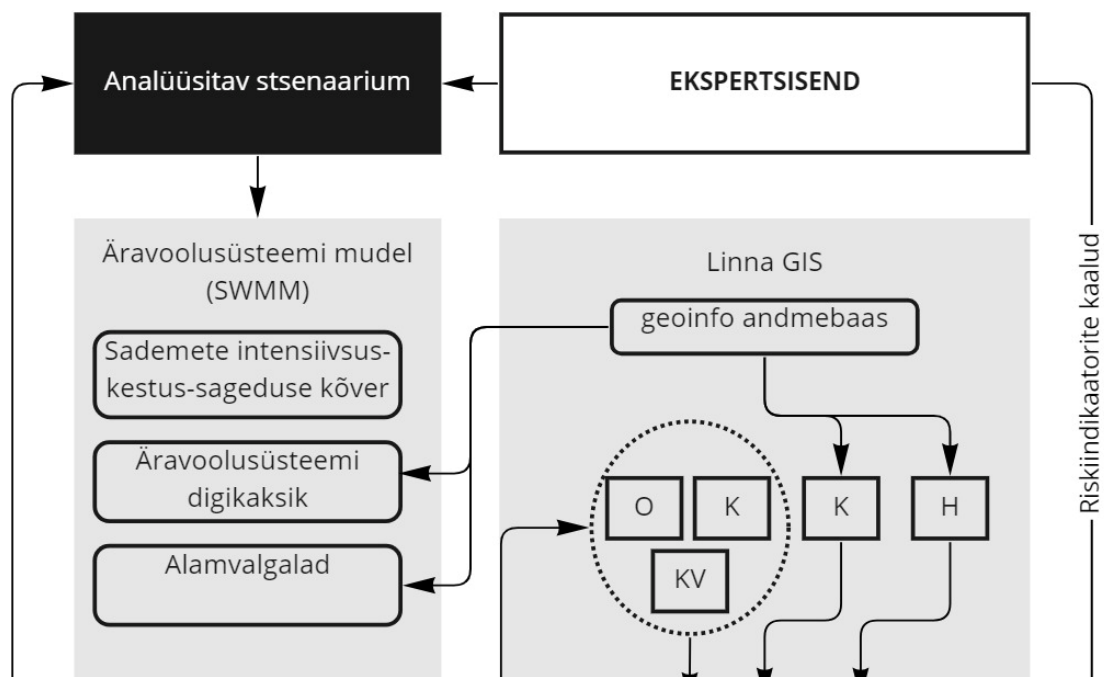 Analüüsitav stsenaarium
EKSPERTSISEND
Äravoolusüsteemi mudel
(SWMM)
Sademete intensiivsus-
kestus-sageduse kõver
Äravoolusüsteemi
digikaksik
Alamvalgalad
Linna GIS
geoinfo andmebaas
O
K
KV
K
H
Riskiindikaatorite kaalud